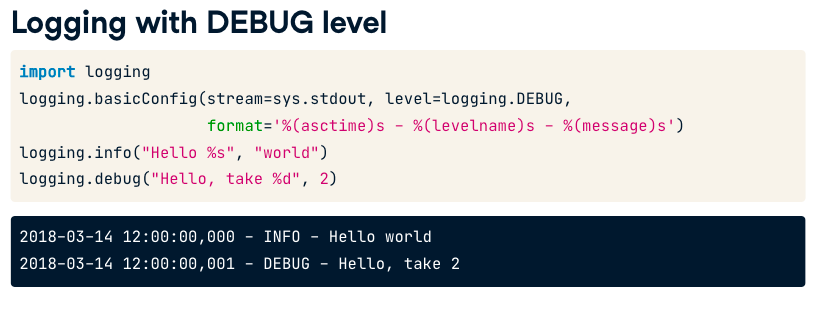 Logging with DEBUG level
import logging
logging.basicConfig(stream=sys.stdout, level=logging.DEBUG,
                    format='%(asctime)s - %(levelname)s - %(message)s')
logging.info("Hello %s", "world")
logging.debug("Hello, take %d", 2)
2018-03-14 12:00:00,000 - INFO - Hello world
2018-03-14 12:00:00,001 - DEBUG - Hello, take 2